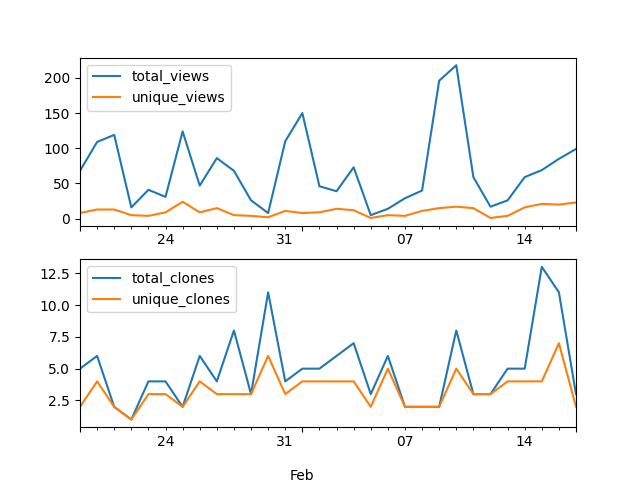 200
150
100
50
0
total_views
unique_views
24 31 07 14
12.5
10.0
7.5
5.0
2.5
total_clones
unique_clones
24 31 07 14
Feb